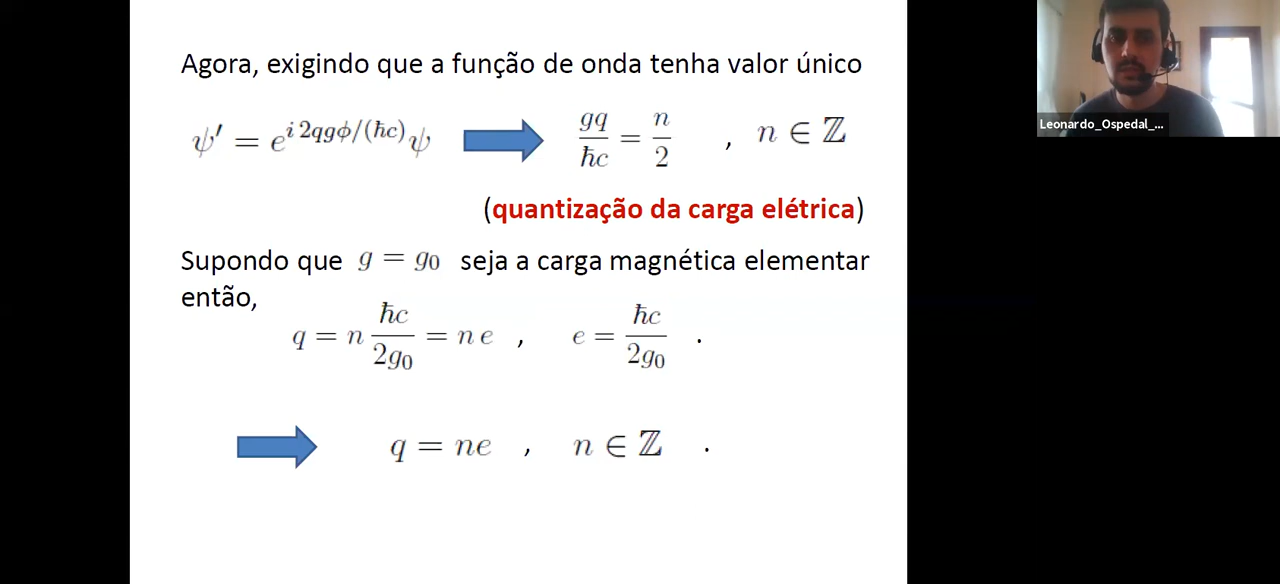 Agora, exigindo que a função de onda tenha valor único
ψ′ = e^{i 2qgϕ/(ħc)}ψ gq/ħc = n/2 , n ∈ ℤ
(quantização da carga elétrica)
Supondo que g = g₀ seja a carga magnética elementar
então,
q = n ħc/2g₀ = n e , e = ħc/2g₀ .
q = ne , n ∈ ℤ .
Leonardo_Ospedal_...